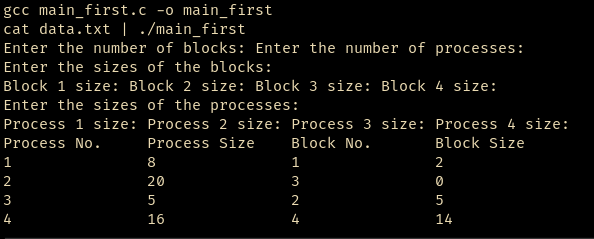 gcc main_first.c -o main_first
cat data.txt | ./main_first
Enter the number of blocks: Enter the number of processes:
Enter the sizes of the blocks:
Block 1 size: Block 2 size: Block 3 size: Block 4 size:
Enter the sizes of the processes:
Process 1 size: Process 2 size: Process 3 size: Process 4 size:
Process No. Process Size Block No. Block Size
1 8 1 2
2 20 3 0
3 5 2 5
4 16 4 14